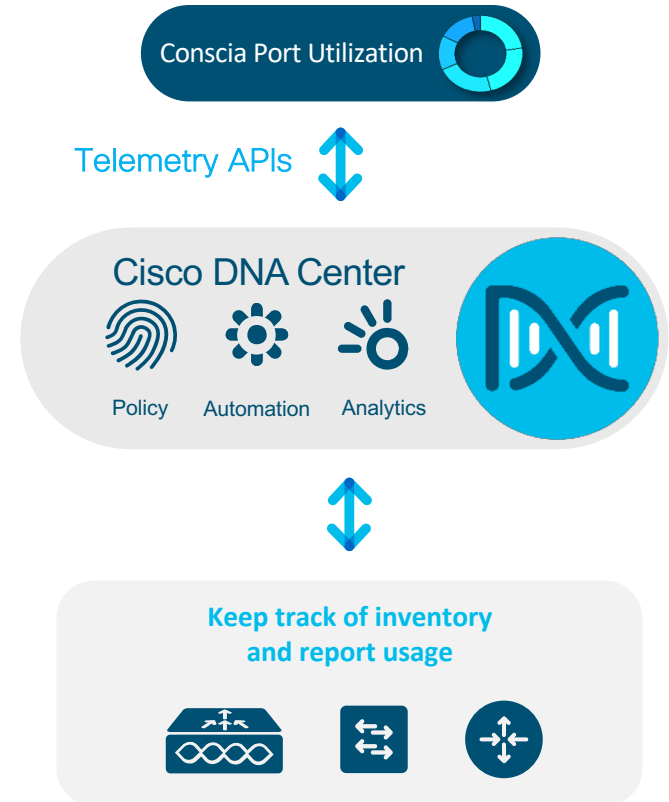 Conscia Port Utilization
Telemetry APIs
Cisco DNA Center
Policy Automation Analytics
Keep track of inventory
and report usage